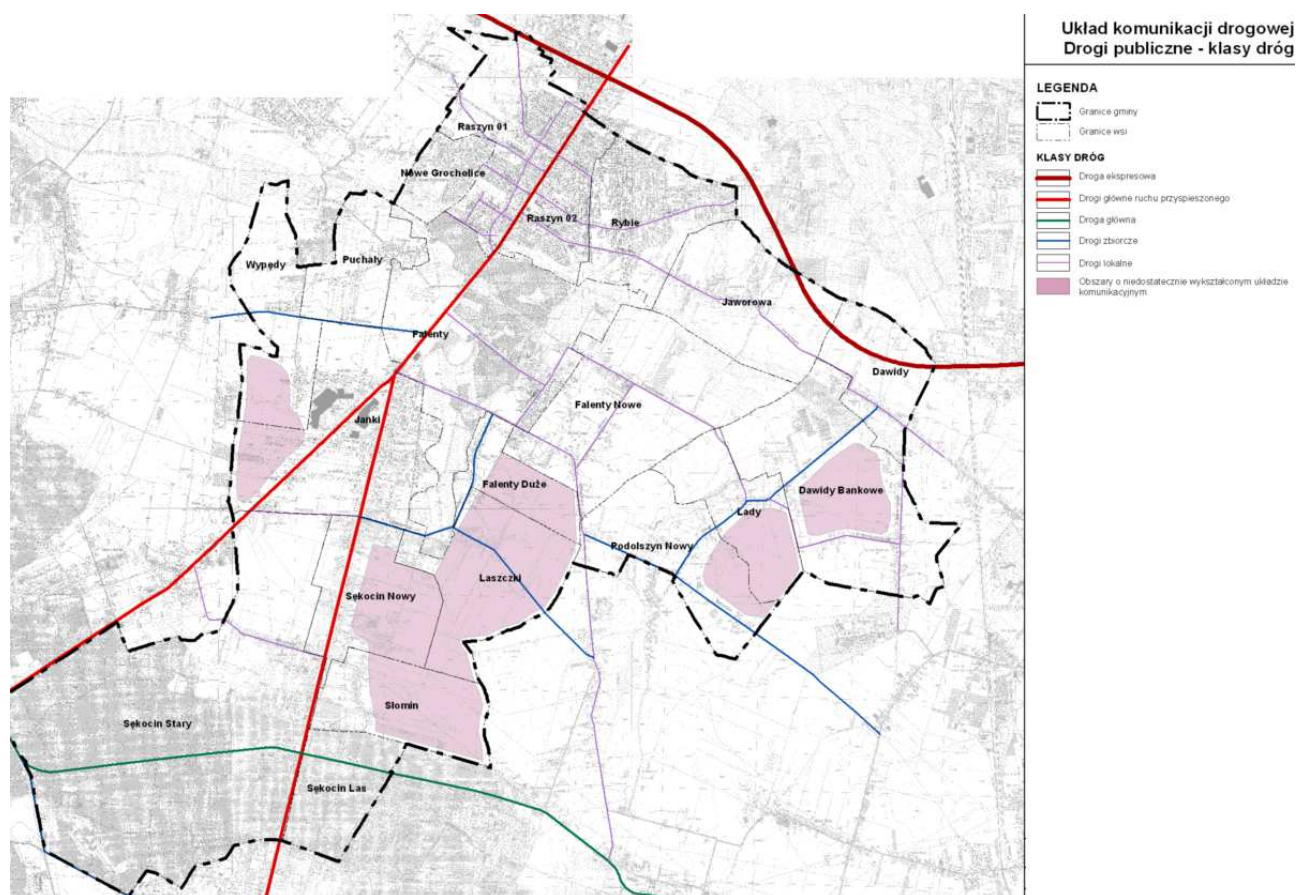 Układ komunikacji drogowej
Drogi publiczne - klasy dróg
LEGENDA
Granice gminy
Granice wsi
KLASY DRÓG
Droga ekspresowa
Drogi główne ruchu przyspieszonego
Droga główna
Drogi zbiorcze
Drogi lokalne
Obszary o niedostatecznie wykształconym układzie
komunikacyjnym
Raszyn 01
Nowe Grocholice
Raszyn 02
Rybie
Wypędy
Puchały
Jaworowa
Falenty
Dawidy
Falenty Nowe
Janki
Falenty Duże
Dawidy Bankowe
Lady
Podolszyn Nowy
Laszczki
Sękocin Nowy
Słomin
Sękocin Stary
Sękocin Las